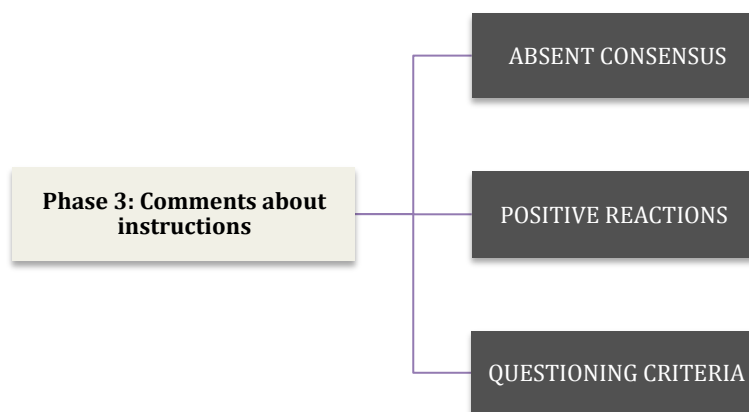 ABSENT CONSENSUS
Phase 3: Comments about
instructions
POSITIVE REACTIONS
QUESTIONING CRITERIA